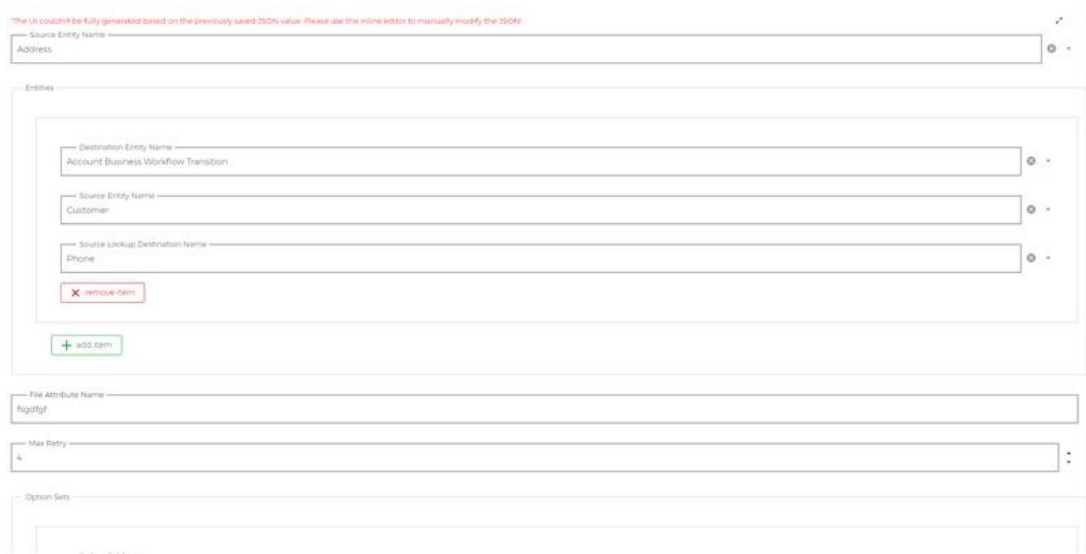 *The UI couldn't be fully generated based on the previously saved JSON value. Please use the inline editor to manually modify the JSON!
Source Entity Name
Address
Entities
Destination Entity Name
Account Business Workflow Transition
Source Entity Name
Customer
Source Lookup Destination Name
Phone
remove item
add item
File Attribute Name
Max Retry
4
Option Sets